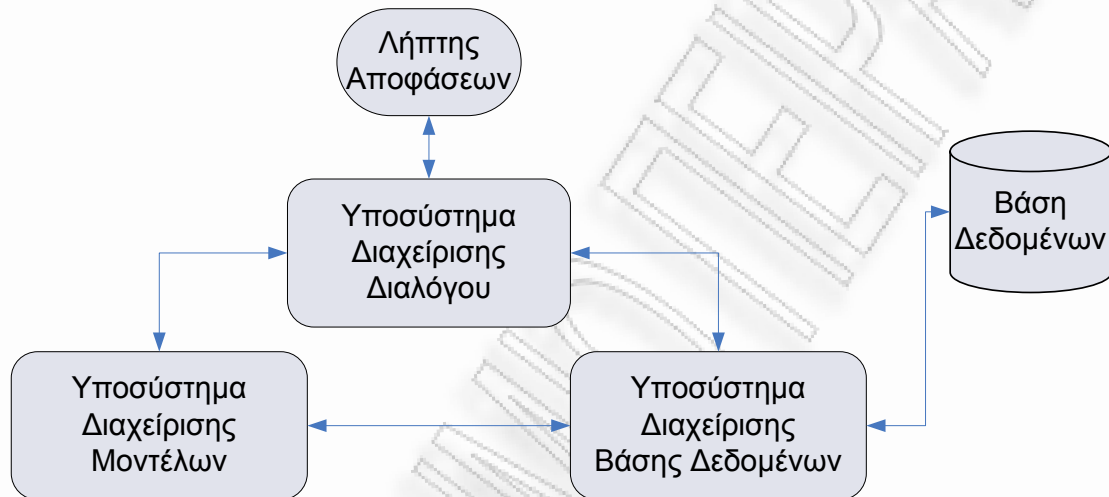 Λήπτης
Αποφάσεων
Υποσύστημα
Διαχείρισης
Διαλόγου
Βάση
Δεδομένων
Υποσύστημα
Διαχείρισης
Μοντέλων
Υποσύστημα
Διαχείρισης
Βάσης Δεδομένων